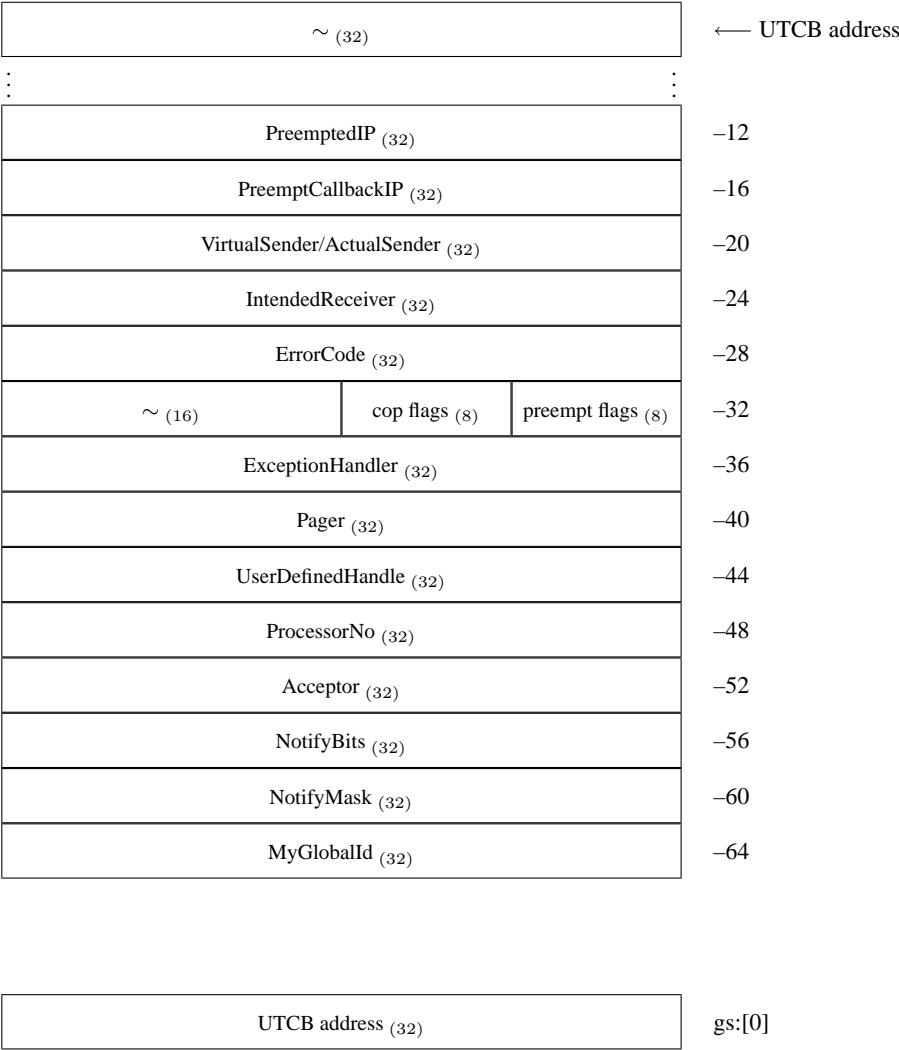 ~ (32) ← UTCB address
PreemptedIP (32) –12
PreemptCallbackIP (32) –16
VirtualSender/ActualSender (32) –20
IntendedReceiver (32) –24
ErrorCode (32) –28
~ (16) cop flags (8) preempt flags (8) –32
ExceptionHandler (32) –36
Pager (32) –40
UserDefinedHandle (32) –44
ProcessorNo (32) –48
Acceptor (32) –52
NotifyBits (32) –56
NotifyMask (32) –60
MyGlobalId (32) –64
UTCB address (32) gs:[0]